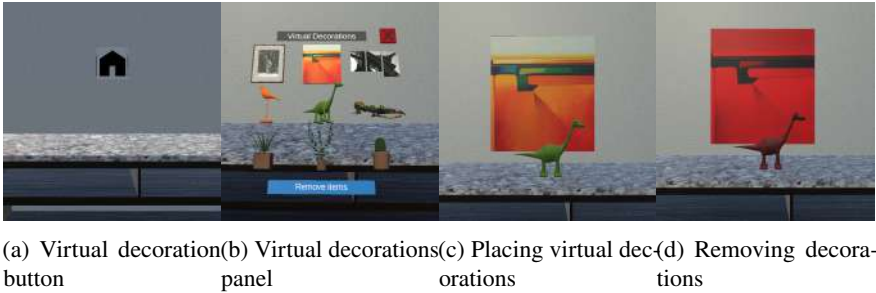 Virtual Decorations
X
Remove items
(a) Virtual decoration
button
(b) Virtual decorations
panel
(c) Placing virtual dec-
orations
(d) Removing decora-
tions